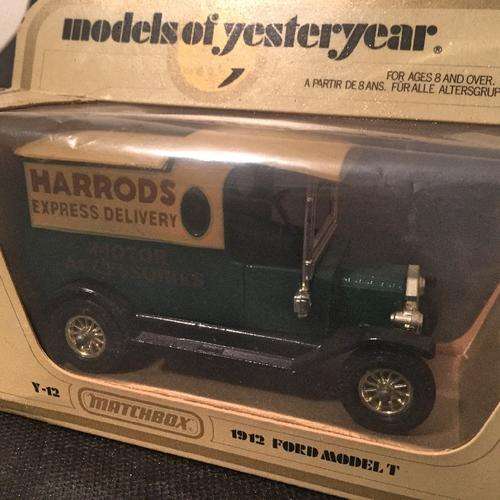 models of yesteryear®
FOR AGES 8 AND OVER.
A PARTIR DE 8 ANS. FÜR ALLE ALTERSGRUP
HARRODS
EXPRESS DELIVERY
MOTOR
ACCESSORIES
Y-12
MATCHBOX
1912 FORD MODEL T